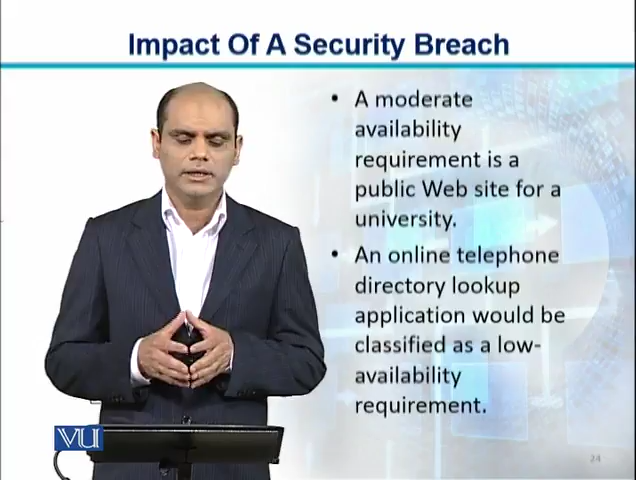 Impact Of A Security Breach
• A moderate
availability
requirement is a
public Web site for a
university.
• An online telephone
directory lookup
application would be
classified as a low-
availability
requirement.
VU
24